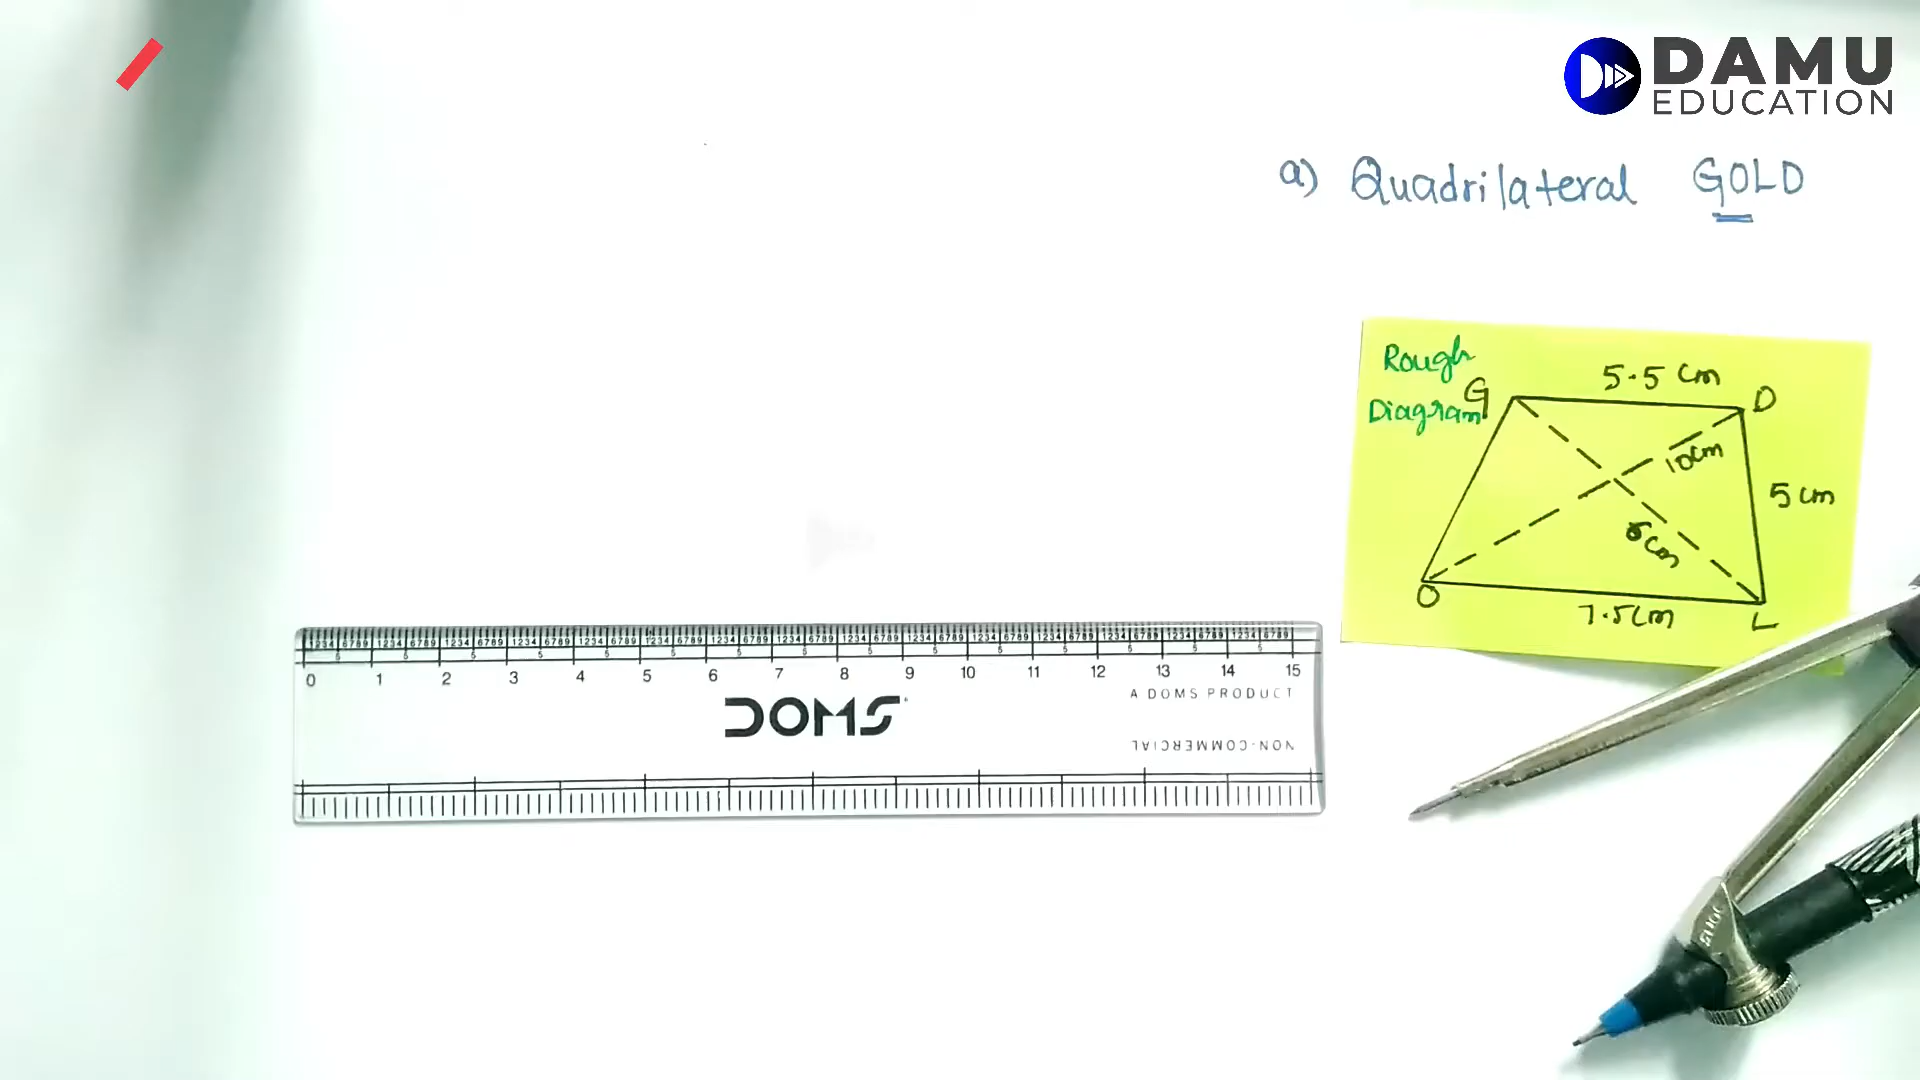 DAMU
EDUCATION
a) Quadrilateral GOLD
Rough
Diagram
G
5.5 cm
D
10cm
5 cm
6cm
O
7.5cm
L
0 1 2 3 4 5 6 7 8 9 10 11 12 13 14 15
DOMS
A DOMS PRODUCT
NON-COMMERCIAL